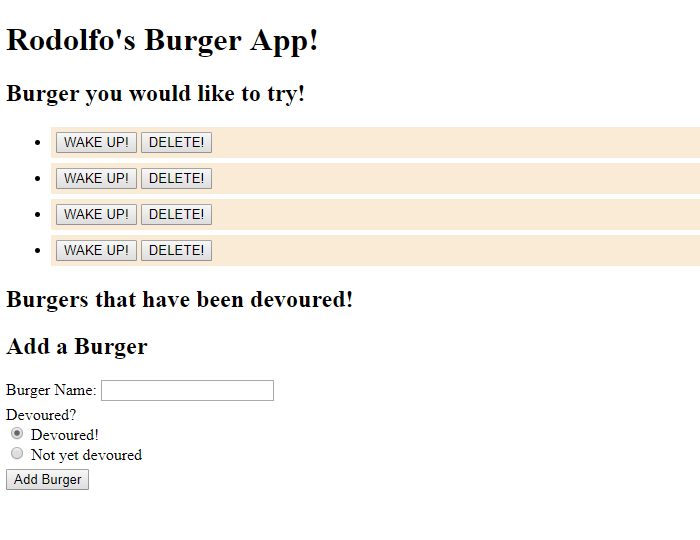 Rodolfo's Burger App!
Burger you would like to try!
WAKE UP! DELETE!
WAKE UP! DELETE!
WAKE UP! DELETE!
WAKE UP! DELETE!
Burgers that have been devoured!
Add a Burger
Burger Name:
Devoured?
Devoured!
Not yet devoured
Add Burger